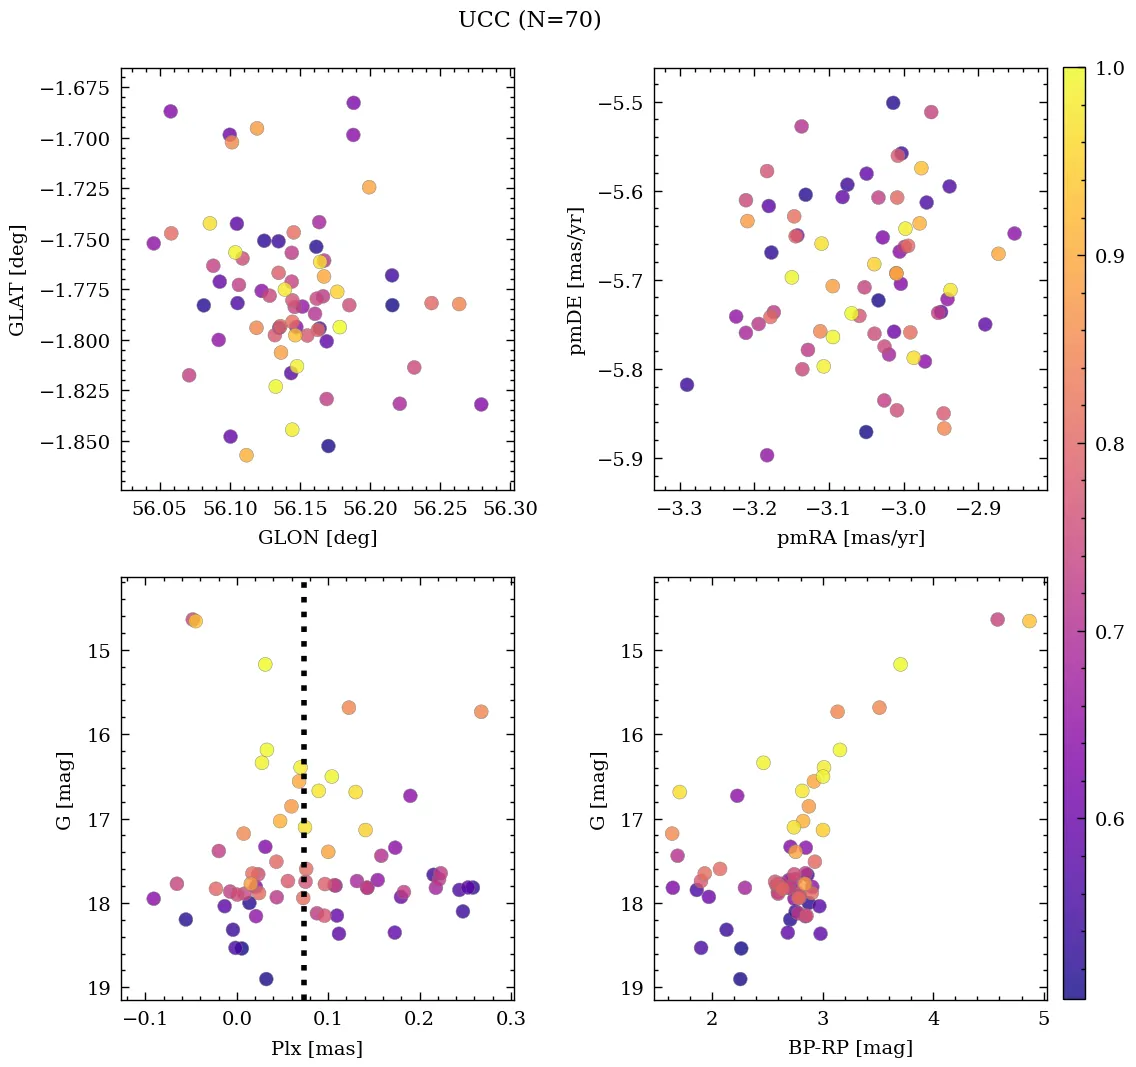 UCC (N=70)
−1.675
−1.700
−1.725
−1.750
−1.775
−1.800
−1.825
−1.850
GLAT [deg]
56.05 56.10 56.15 56.20 56.25 56.30
GLON [deg]
−5.5
−5.6
−5.7
−5.8
−5.9
pmDE [mas/yr]
−3.3 −3.2 −3.1 −3.0 −2.9
pmRA [mas/yr]
15
16
17
18
19
G [mag]
−0.1 0.0 0.1 0.2 0.3
Plx [mas]
15
16
17
18
19
G [mag]
2 3 4 5
BP-RP [mag]
1.0
0.9
0.8
0.7
0.6